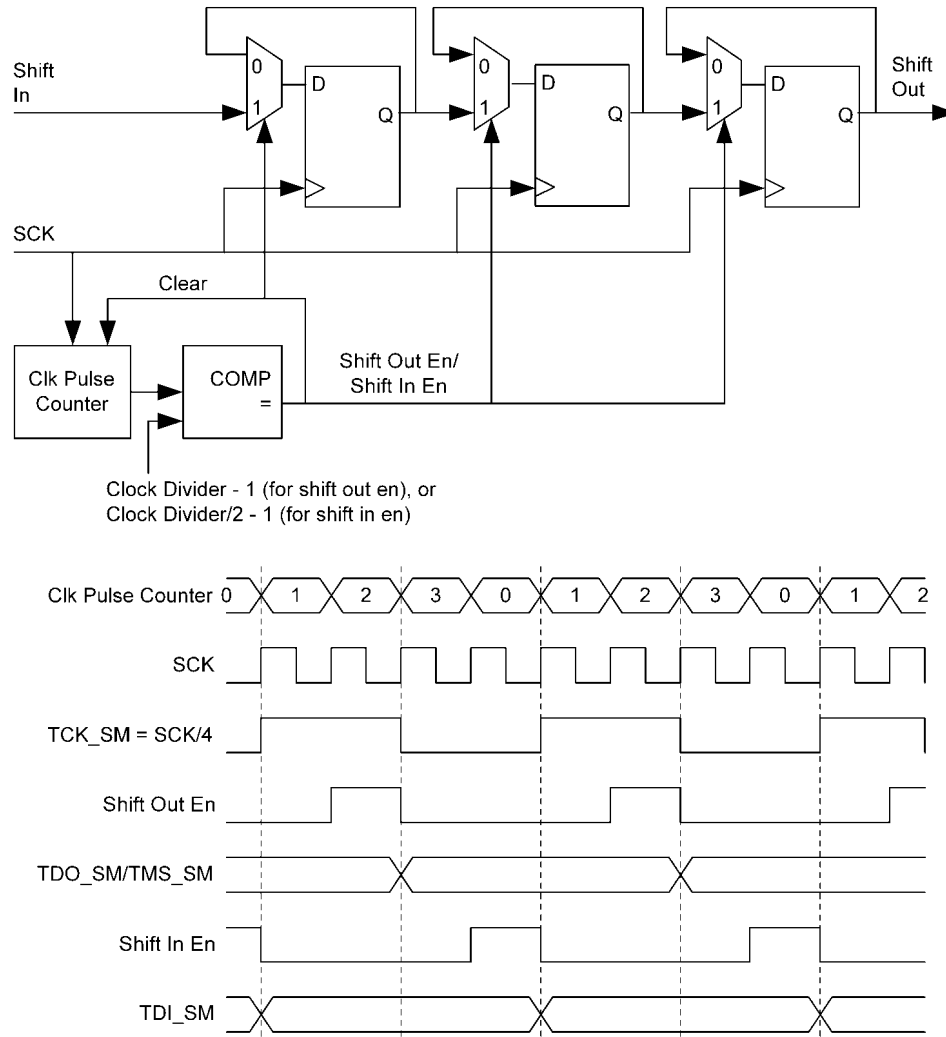 Shift
In
0
1
D
Q
0
1
D
Q
0
1
D
Q
Shift
Out
SCK
Clear
Clk Pulse
Counter
COMP
=
Shift Out En/
Shift In En
Clock Divider - 1 (for shift out en), or
Clock Divider/2 - 1 (for shift in en)
Clk Pulse Counter 0 1 2 3 0 1 2 3 0 1 2
SCK
TCK_SM = SCK/4
Shift Out En
TDO_SM/TMS_SM
Shift In En
TDI_SM